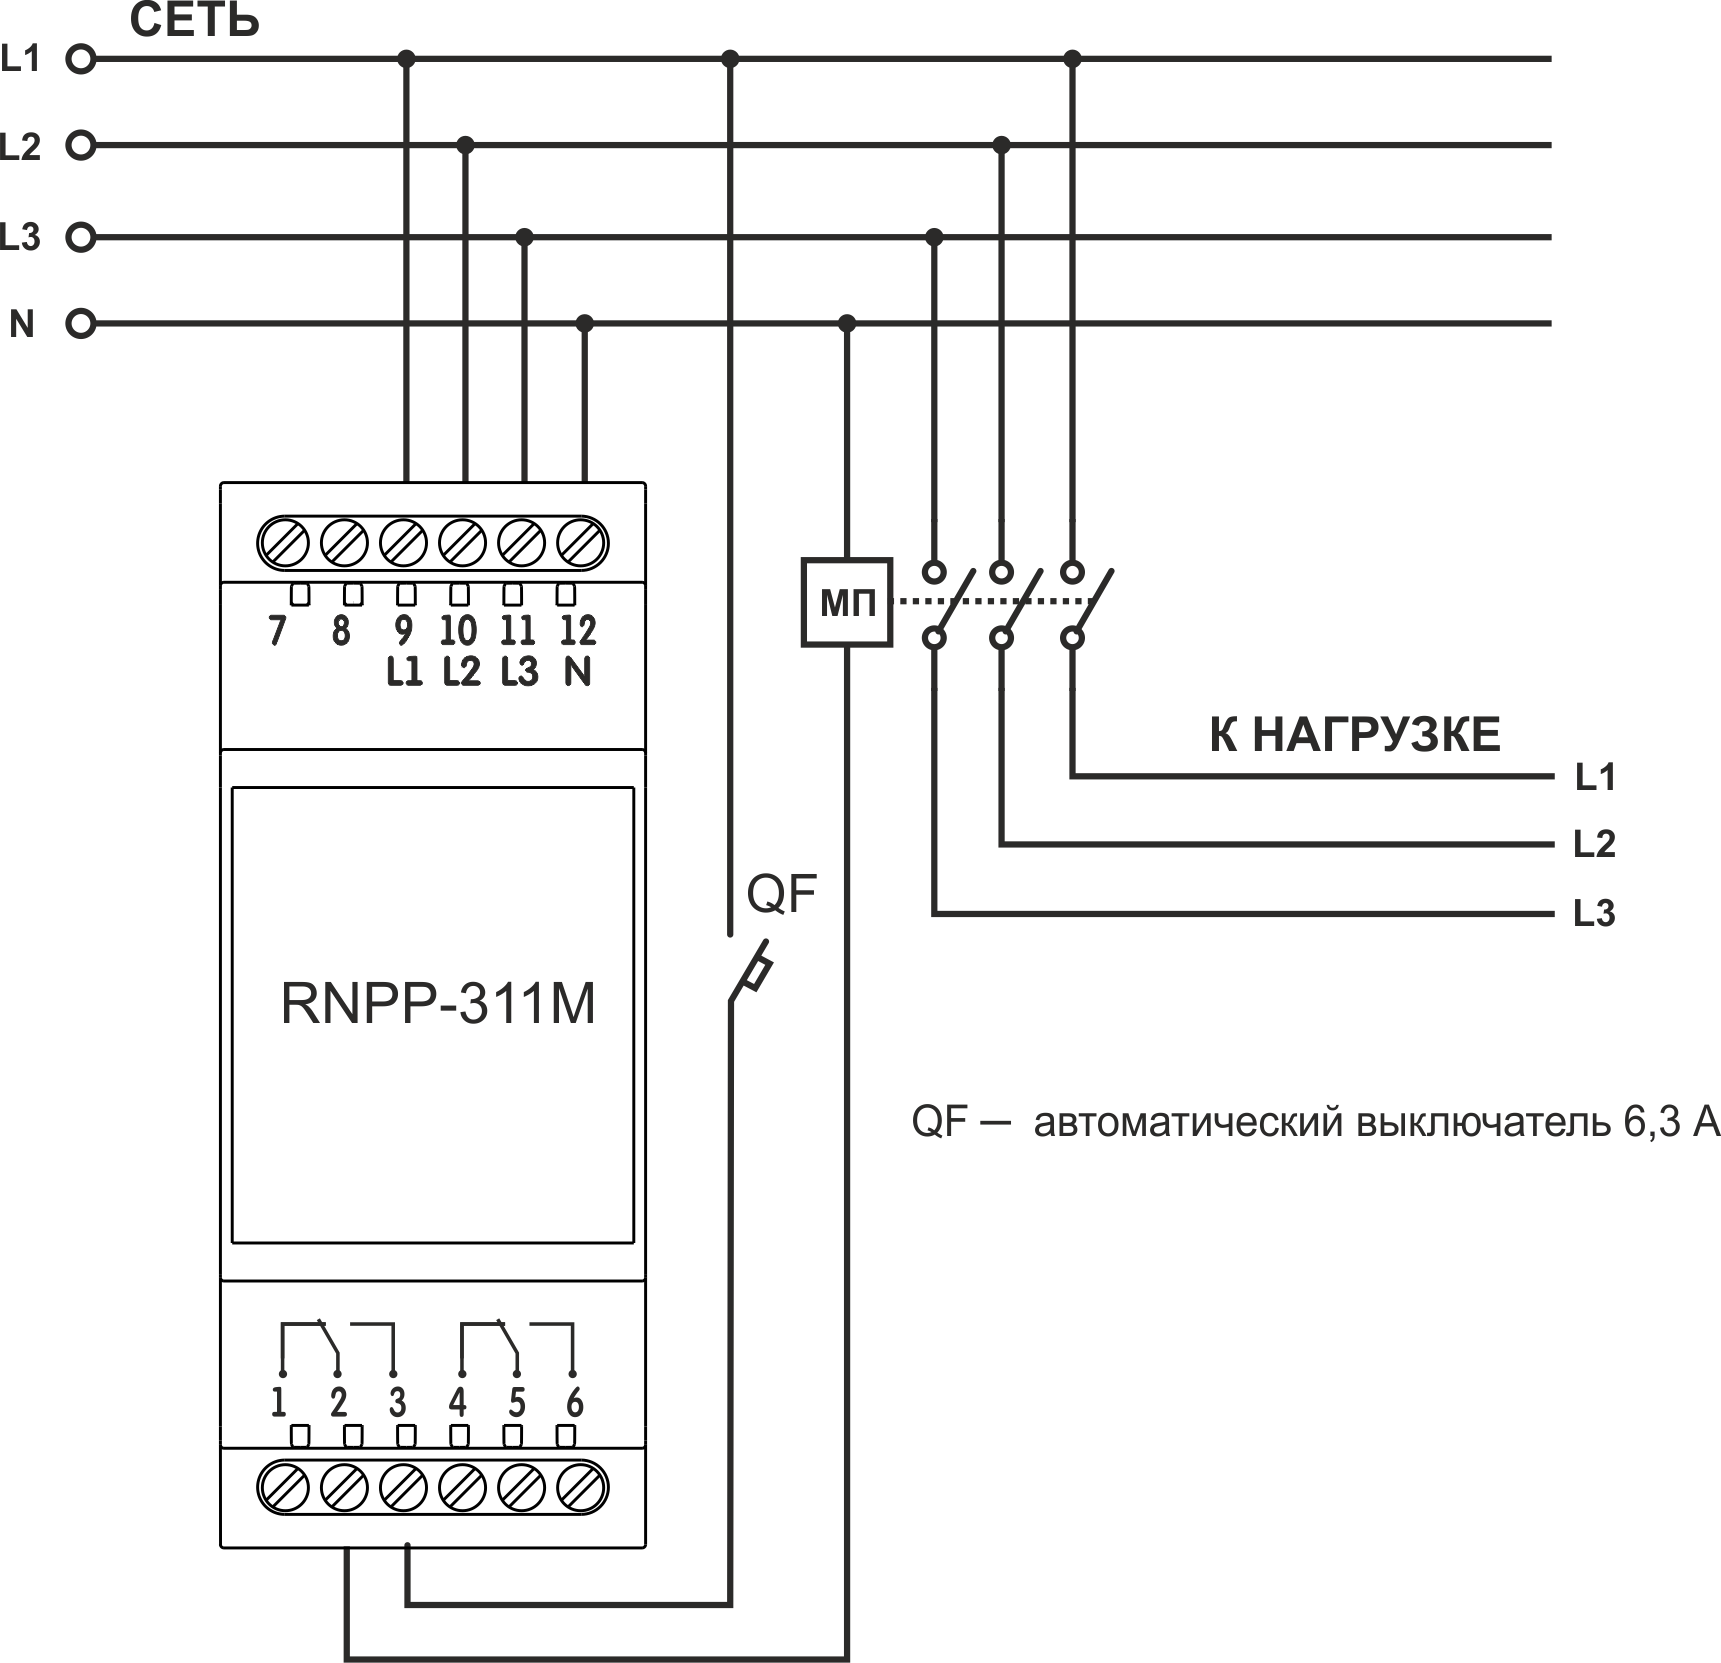 СЕТЬ
L1
L2
L3
N
7 8 9 10 11 12
L1 L2 L3 N
МП
К НАГРУЗКЕ
L1
L2
L3
QF
RNPP-311M
QF — автоматический выключатель 6,3 А
1 2 3 4 5 6